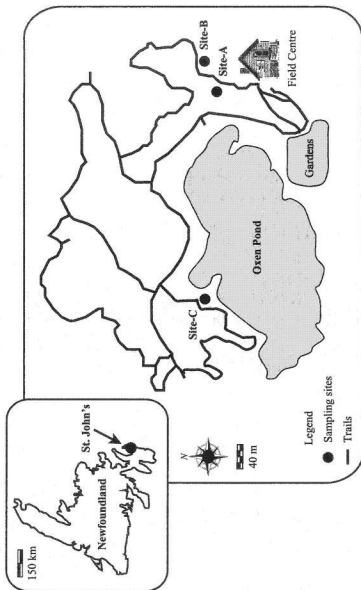 150 km
St. John's
Newfoundland
N
40 m
Legend
Sampling sites
Trails
Site-C
Oxen Pond
Site-B
Site-A
Field Centre
Gardens